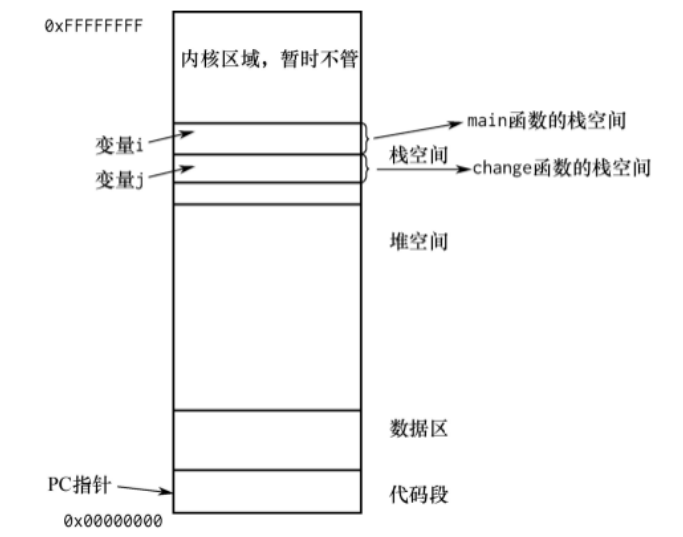 0xFFFFFFFF
内核区域，暂时不管
main函数的栈空间
变量i
栈空间
change函数的栈空间
变量j
堆空间
数据区
PC指针
代码段
0x00000000